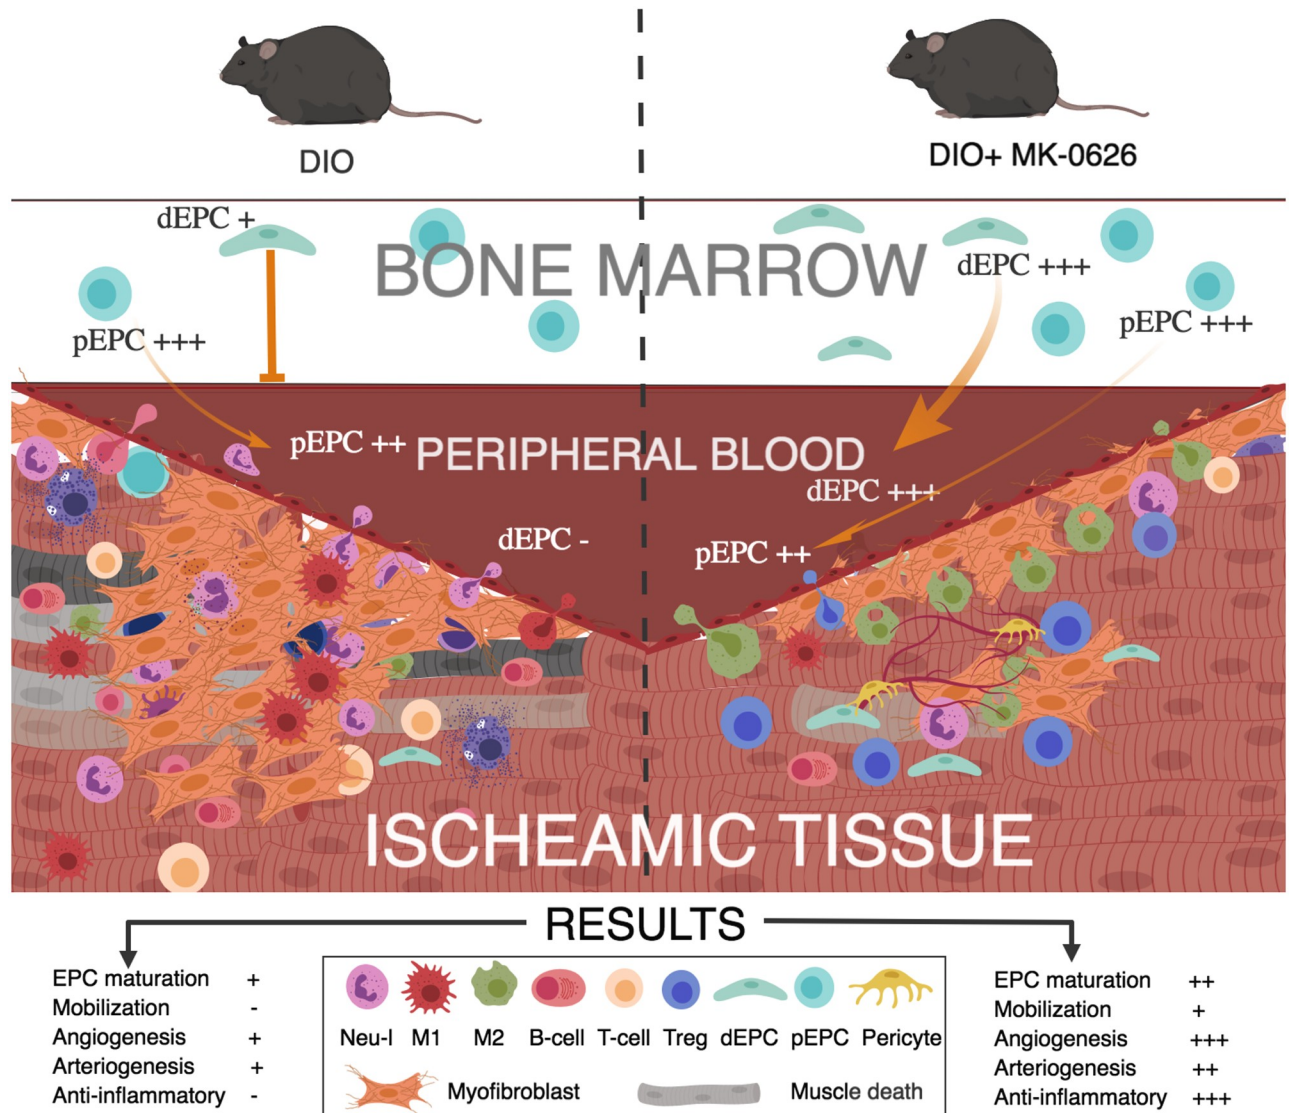 DIO
DIO+ MK-0626
dEPC +
BONE MARROW
dEPC +++
pEPC +++
pEPC +++
pEPC ++
PERIPHERAL BLOOD
dEPC +++
dEPC -
pEPC ++
ISCHEAMIC TISSUE
RESULTS
EPC maturation +
Mobilization -
Angiogenesis +
Arteriogenesis +
Anti-inflammatory -
Neu-I M1 M2 B-cell T-cell Treg dEPC pEPC Pericyte
Myofibroblast Muscle death
EPC maturation ++
Mobilization +
Angiogenesis +++
Arteriogenesis ++
Anti-inflammatory +++